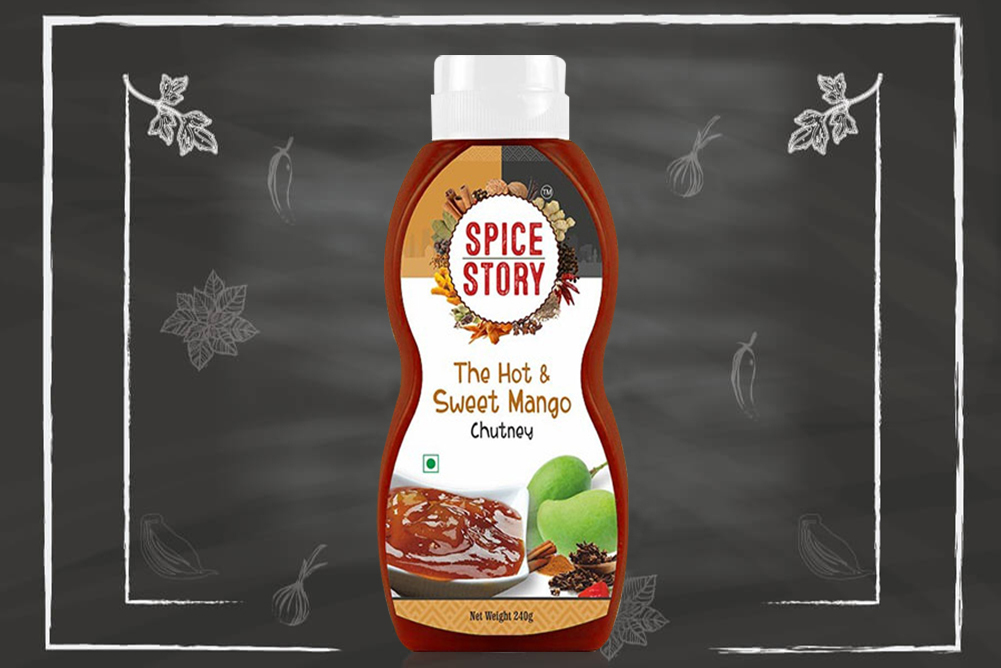 TM
SPICE
STORY
The Hot &
Sweet Mango
Chutney
Net Weight 240g